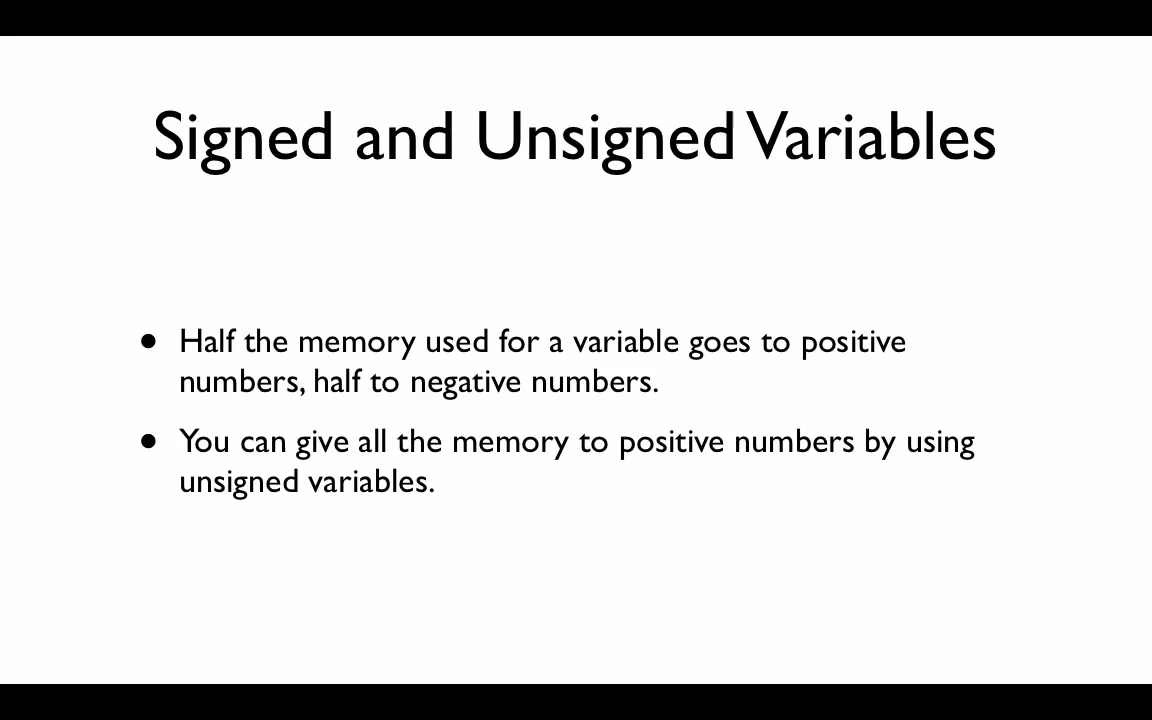 Signed and Unsigned Variables
• Half the memory used for a variable goes to positive
numbers, half to negative numbers.
• You can give all the memory to positive numbers by using
unsigned variables.